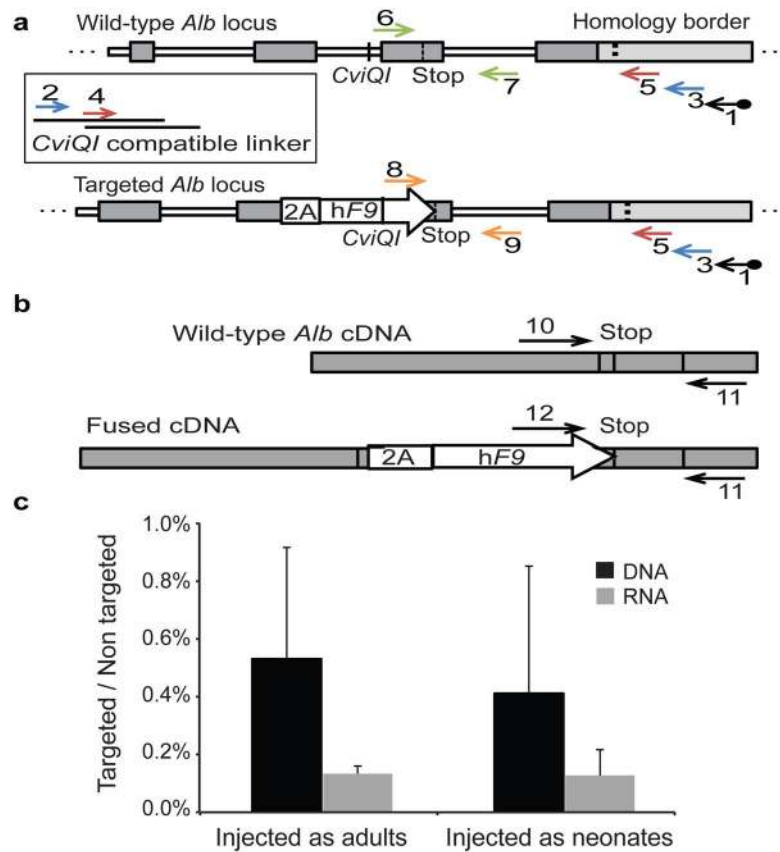 a
Wild-type Alb locus
6
Homology border
CviQI
Stop
7
5
3
1
2
4
CviQI compatible linker
8
Targeted Alb locus
2A
hF9
CviQI
Stop
9
5
3
1
b
10
Wild-type Alb cDNA
Stop
11
12
Fused cDNA
Stop
2A
hF9
11
c
Targeted / Non targeted
1.0%
0.8%
0.6%
0.4%
0.2%
0.0%
DNA
RNA
Injected as adults
Injected as neonates